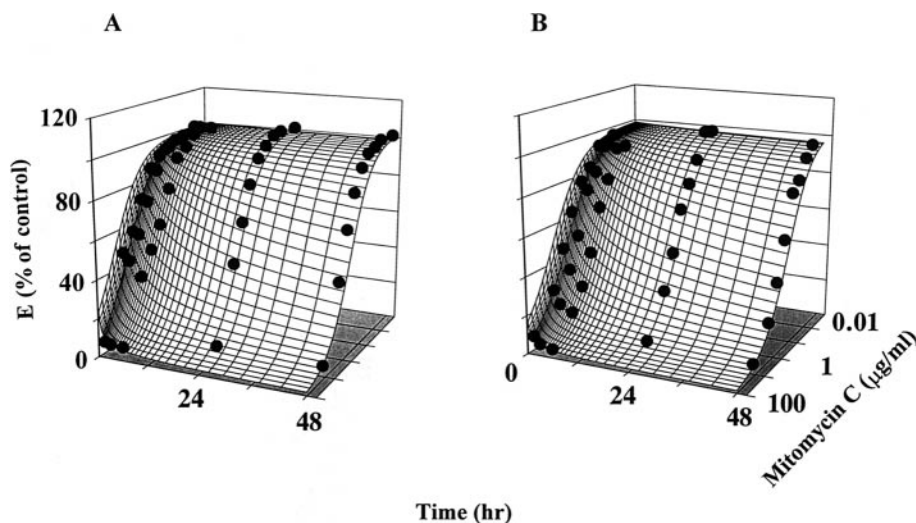 A
B
E (% of control)
120
80
40
0
24
48
0
24
48
0.01
1
100
Mitomycin C (μg/ml)
Time (hr)